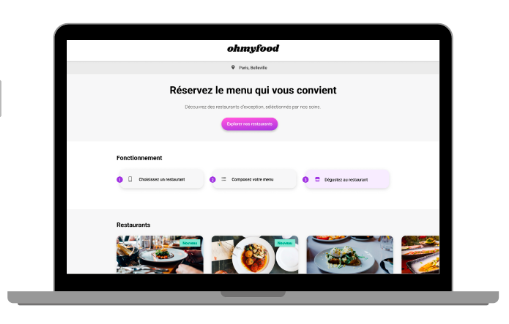 ohmyfood
Paris, Belleville
Réservez le menu qui vous convient
Découvrez des restaurants d'exception, sélectionnés par nos soins.
Explorer nos restaurants
Fonctionnement
1 Choisissez un restaurant
2 Composez votre menu
3 Dégustez au restaurant
Restaurants
Nouveau
Nouveau